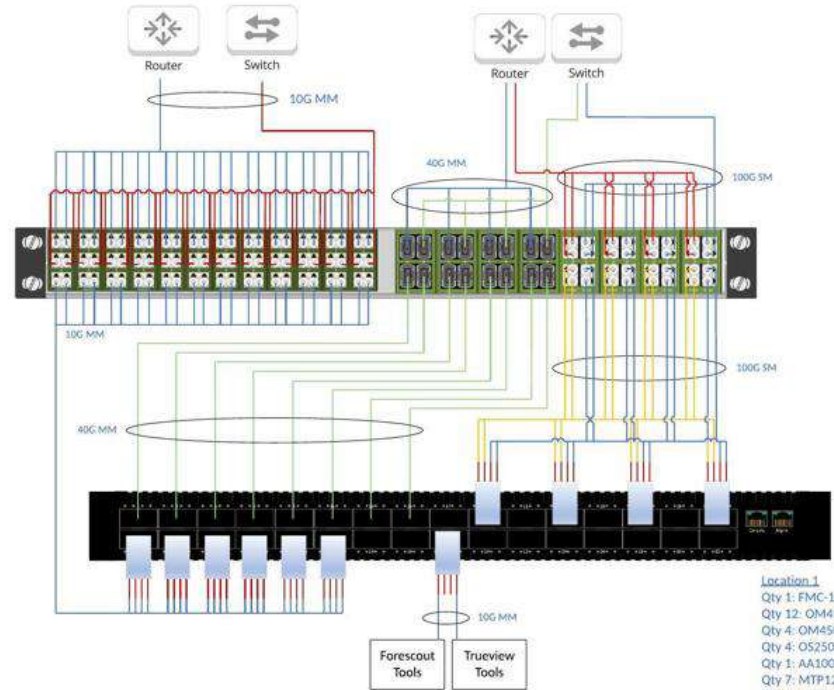 Router
Switch
Router
Switch
10G MM
40G MM
100G SM
10G MM
100G SM
40G MM
Location 1
Qty 1: FMC-1
Qty 12: OM4
Qty 4: OM450
Qty 4: OS250
Qty 1: AA100
Qty 7: MTP12
10G MM
Forescout
Tools
Trueview
Tools